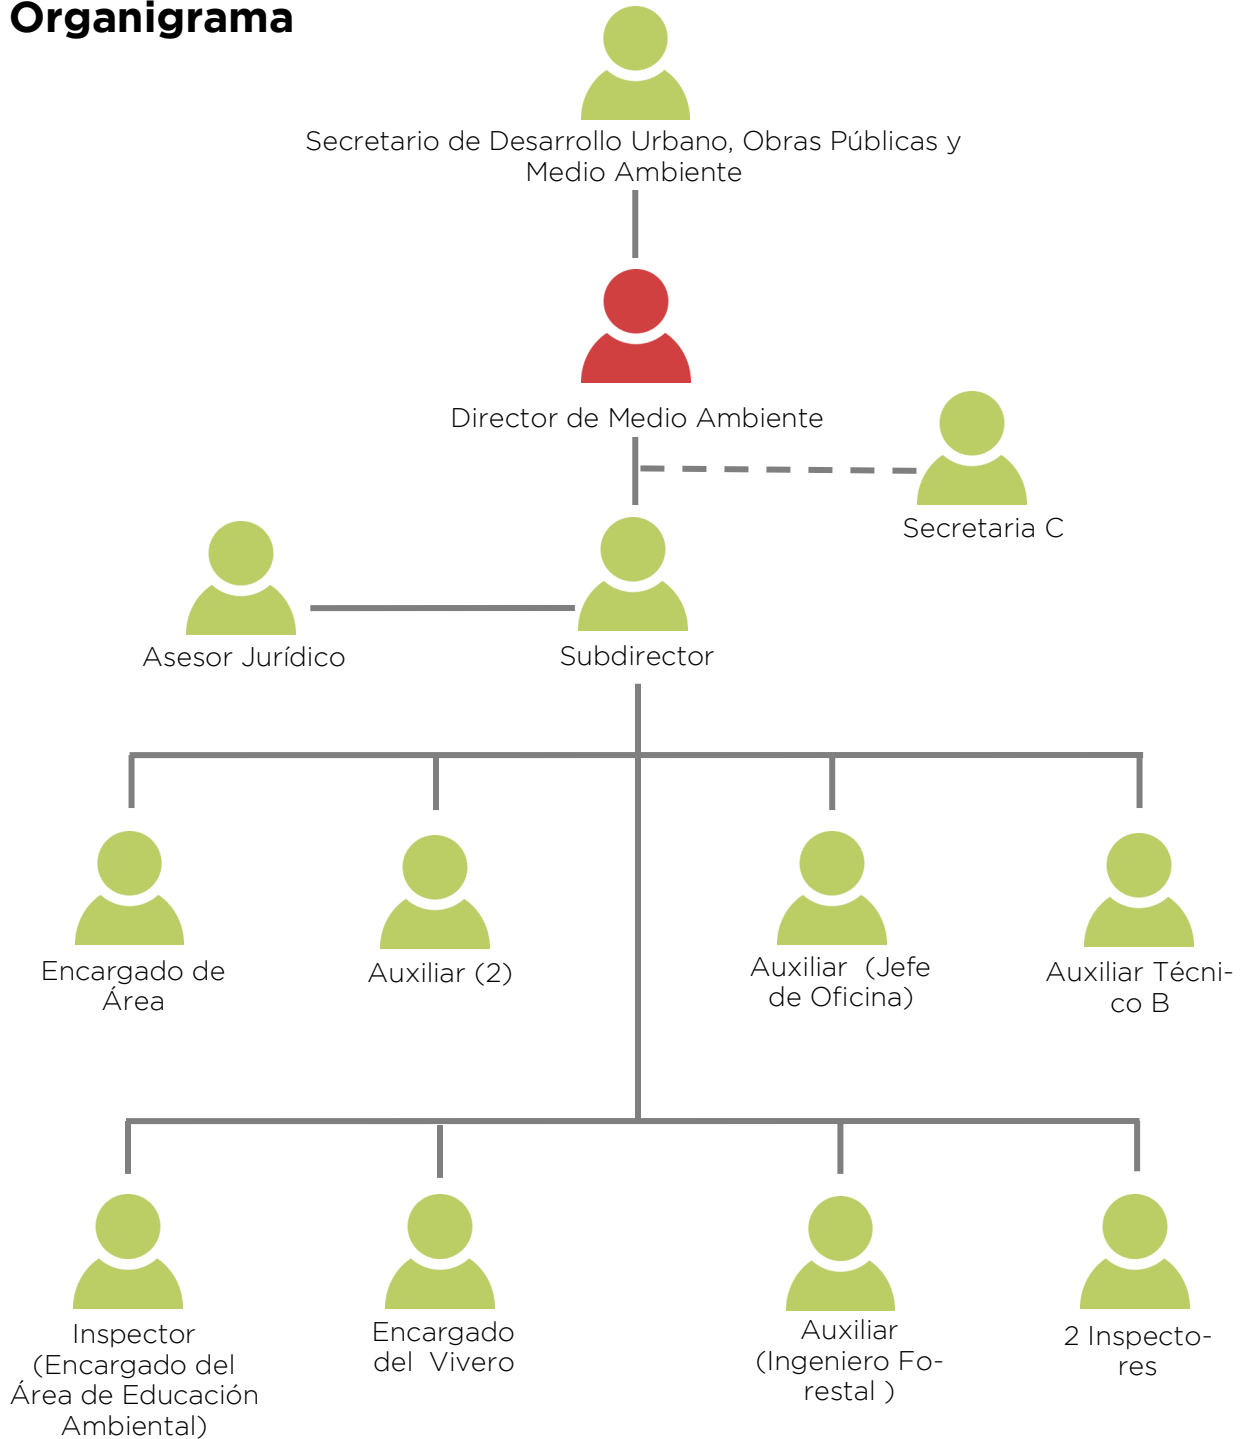 Organigrama
Secretario de Desarrollo Urbano, Obras Públicas y
Medio Ambiente
Director de Medio Ambiente
Secretaria C
Asesor Jurídico
Subdirector
Encargado de
Área
Auxiliar (2)
Auxiliar (Jefe
de Oficina)
Auxiliar Técni-
co B
Inspector
(Encargado del
Área de Educación
Ambiental)
Encargado
del Vivero
Auxiliar
(Ingeniero Fo-
restal )
2 Inspecto-
res